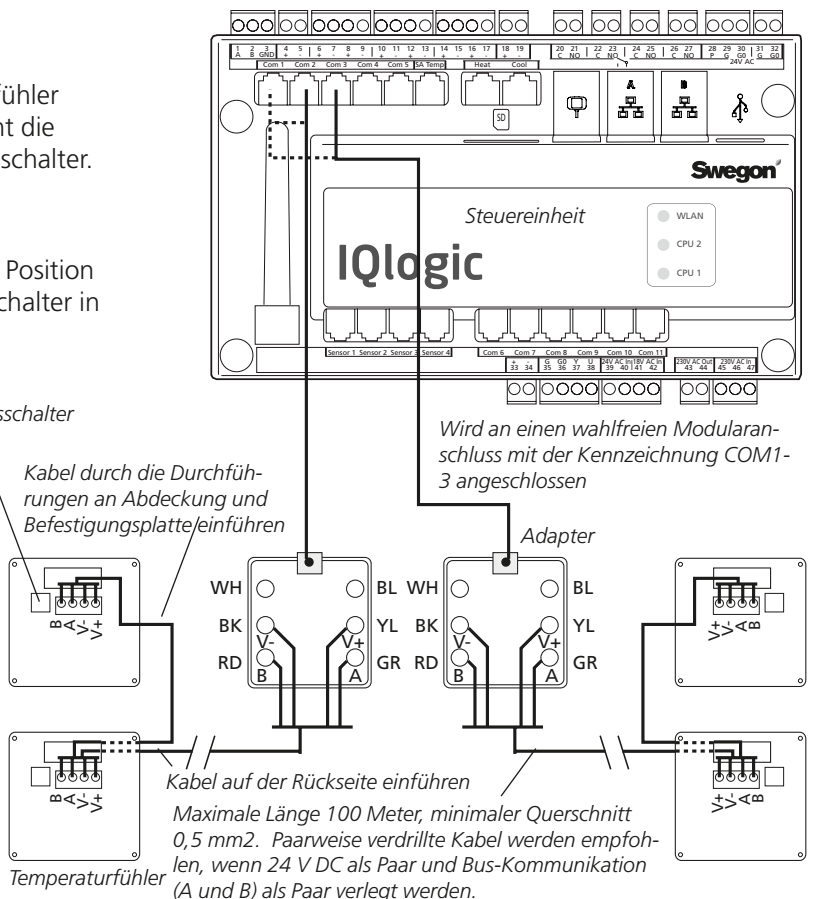 1 2 3 4 5 6 7 8 9 10 11 12 13 14 15 16 17 18 19 20 21 22 23 24 25 26 27 28 29 30 31 32
A B GND + - + - + - + - + - + - + - + - C NO C NO C NO C NO P G G0 G G0
24V AC
Com 1 Com 2 Com 3 Com 4 Com 5 SA Temp Heat Cool
SD
A
B
Swegon
Steuereinheit
IQlogic
WLAN
CPU 2
CPU 1
Sensor 1 Sensor 2 Sensor 3 Sensor 4
Com 6 Com 7 Com 8 Com 9 Com 10 Com 11
+ - G G0 Y U 24V AC In 18V AC In 230V AC Out 230V AC In
33 34 35 36 37 38 39 40 41 42 43 44 45 46 47
ühler
nt die
schalter.
Position
chalter in
sschalter
Kabel durch die Durchfüh-
rungen an Abdeckung und
Befestigungsplatte einführen
Wird an einen wahlfreien Modularan-
schluss mit der Kennzeichnung COM1-
3 angeschlossen
Adapter
WH BL WH BL
BK V- V+ YL BK V- V+ YL
RD B A GR RD B A GR
B A V- V+
V+ V- A B
B A V- V+
V+ V- A B
Kabel auf der Rückseite einführen
Maximale Länge 100 Meter, minimaler Querschnitt
0,5 mm2. Paarweise verdrillte Kabel werden empfoh-
len, wenn 24 V DC als Paar und Bus-Kommunikation
(A und B) als Paar verlegt werden.
Temperaturfühler